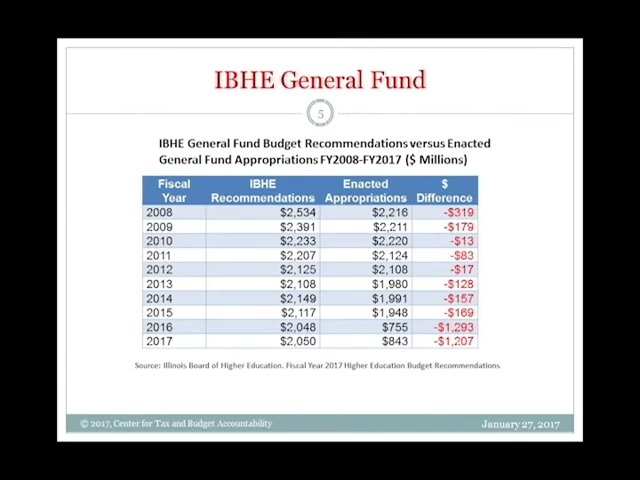 IBHE General Fund
5
IBHE General Fund Budget Recommendations versus Enacted
General Fund Appropriations FY2008-FY2017 ($ Millions)
Fiscal Year IBHE Recommendations Enacted Appropriations $ Difference
2008 $2,534 $2,216 -$319
2009 $2,391 $2,211 -$179
2010 $2,233 $2,220 -$13
2011 $2,207 $2,124 -$83
2012 $2,125 $2,108 -$17
2013 $2,108 $1,980 -$128
2014 $2,149 $1,991 -$157
2015 $2,117 $1,948 -$169
2016 $2,048 $755 -$1,293
2017 $2,050 $843 -$1,207
Source: Illinois Board of Higher Education. Fiscal Year 2017 Higher Education Budget Recommendations
© 2017, Center for Tax and Budget Accountability
January 27, 2017